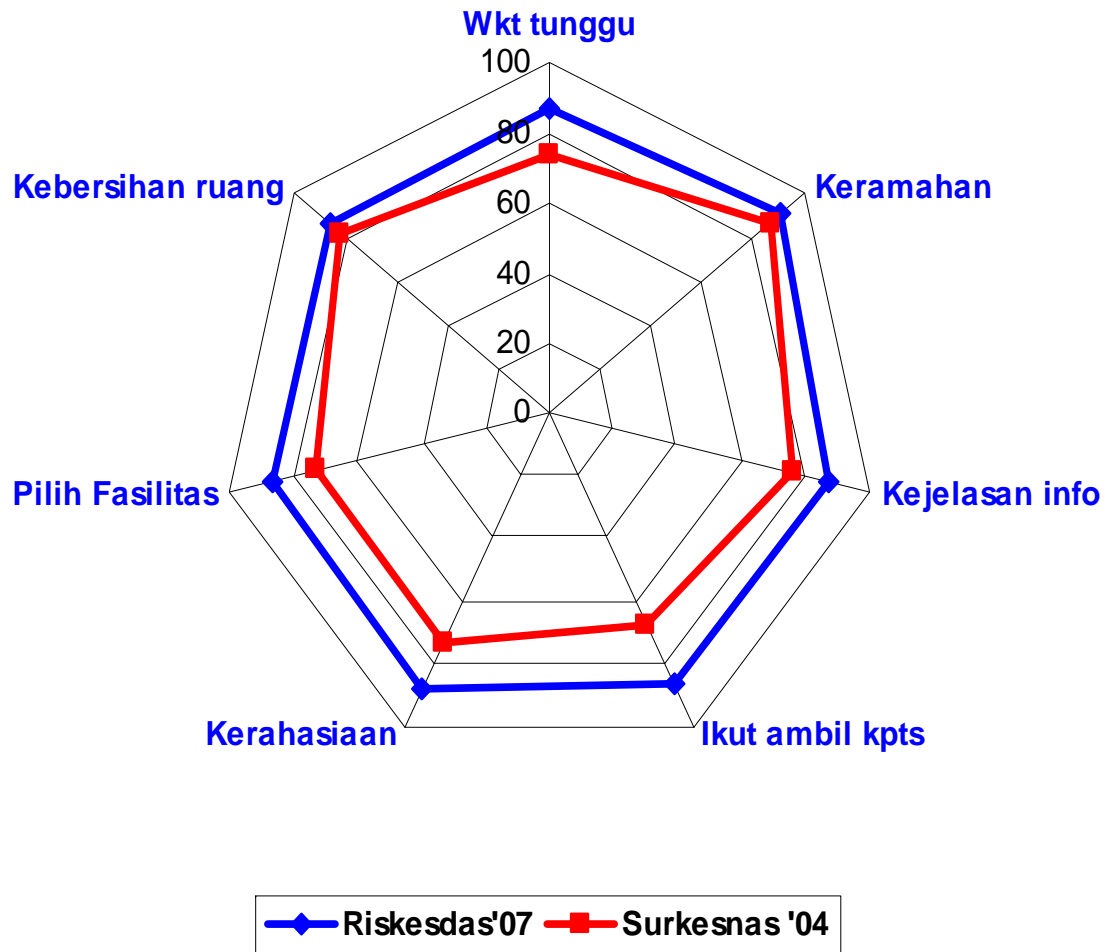 Wkt tunggu
100
80
60
40
20
0
Keramahan
Kejelasan info
Ikut ambil kpts
Kerahasiaan
Pilih Fasilitas
Kebersihan ruang
Riskesdas'07 Surkesnas '04